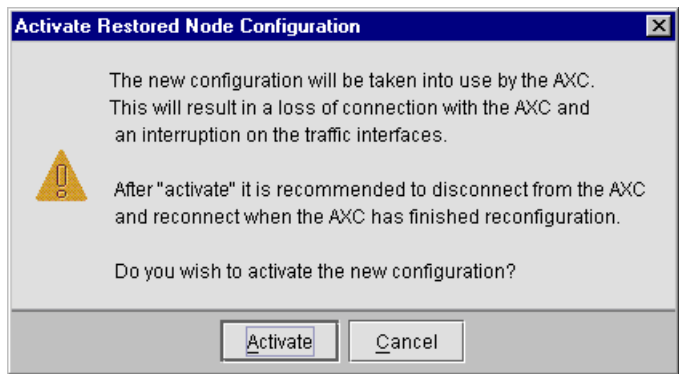 Activate Restored Node Configuration
The new configuration will be taken into use by the AXC.
This will result in a loss of connection with the AXC and
an interruption on the traffic interfaces.
After "activate" it is recommended to disconnect from the AXC
and reconnect when the AXC has finished reconfiguration.
Do you wish to activate the new configuration?
Activate Cancel